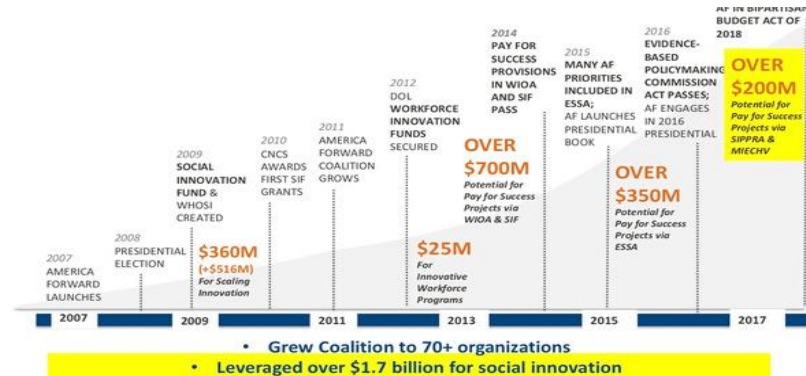 2007
AMERICA
FORWARD
LAUNCHES
2008
PRESIDENTIAL
ELECTION
2009
SOCIAL
INNOVATION
FUND &
WHOSI
CREATED
$360M
(+$516M)
For Scaling
Innovation
2010
CNCS
AWARDS
FIRST SIF
GRANTS
2011
AMERICA
FORWARD
COALITION
GROWS
2012
DOL
WORKFORCE
INNOVATION
FUNDS
SECURED
$25M
For
Innovative
Workforce
Programs
2014
PAY FOR
SUCCESS
PROVISIONS
IN WIOA
AND SIF
PASS
OVER
$700M
Potential for
Pay for Success
Projects via
WIOA & SIF
2015
MANY AF
PRIORITIES
INCLUDED IN
ESSA;
AF LAUNCHES
PRESIDENTIAL
BOOK
OVER
$350M
Potential for
Pay for Success
Projects via
ESSA
2016
EVIDENCE-
BASED
POLICYMAKING
COMMISSION
ACT PASSES;
AF ENGAGES
IN 2016
PRESIDENTIAL
AF IN BIPARTISAN
BUDGET ACT OF
2018
OVER
$200M
Potential for
Pay for Success
Projects via
SIPPRA &
MIECHV
2007 2009 2011 2013 2015 2017
• Grew Coalition to 70+ organizations
• Leveraged over $1.7 billion for social innovation